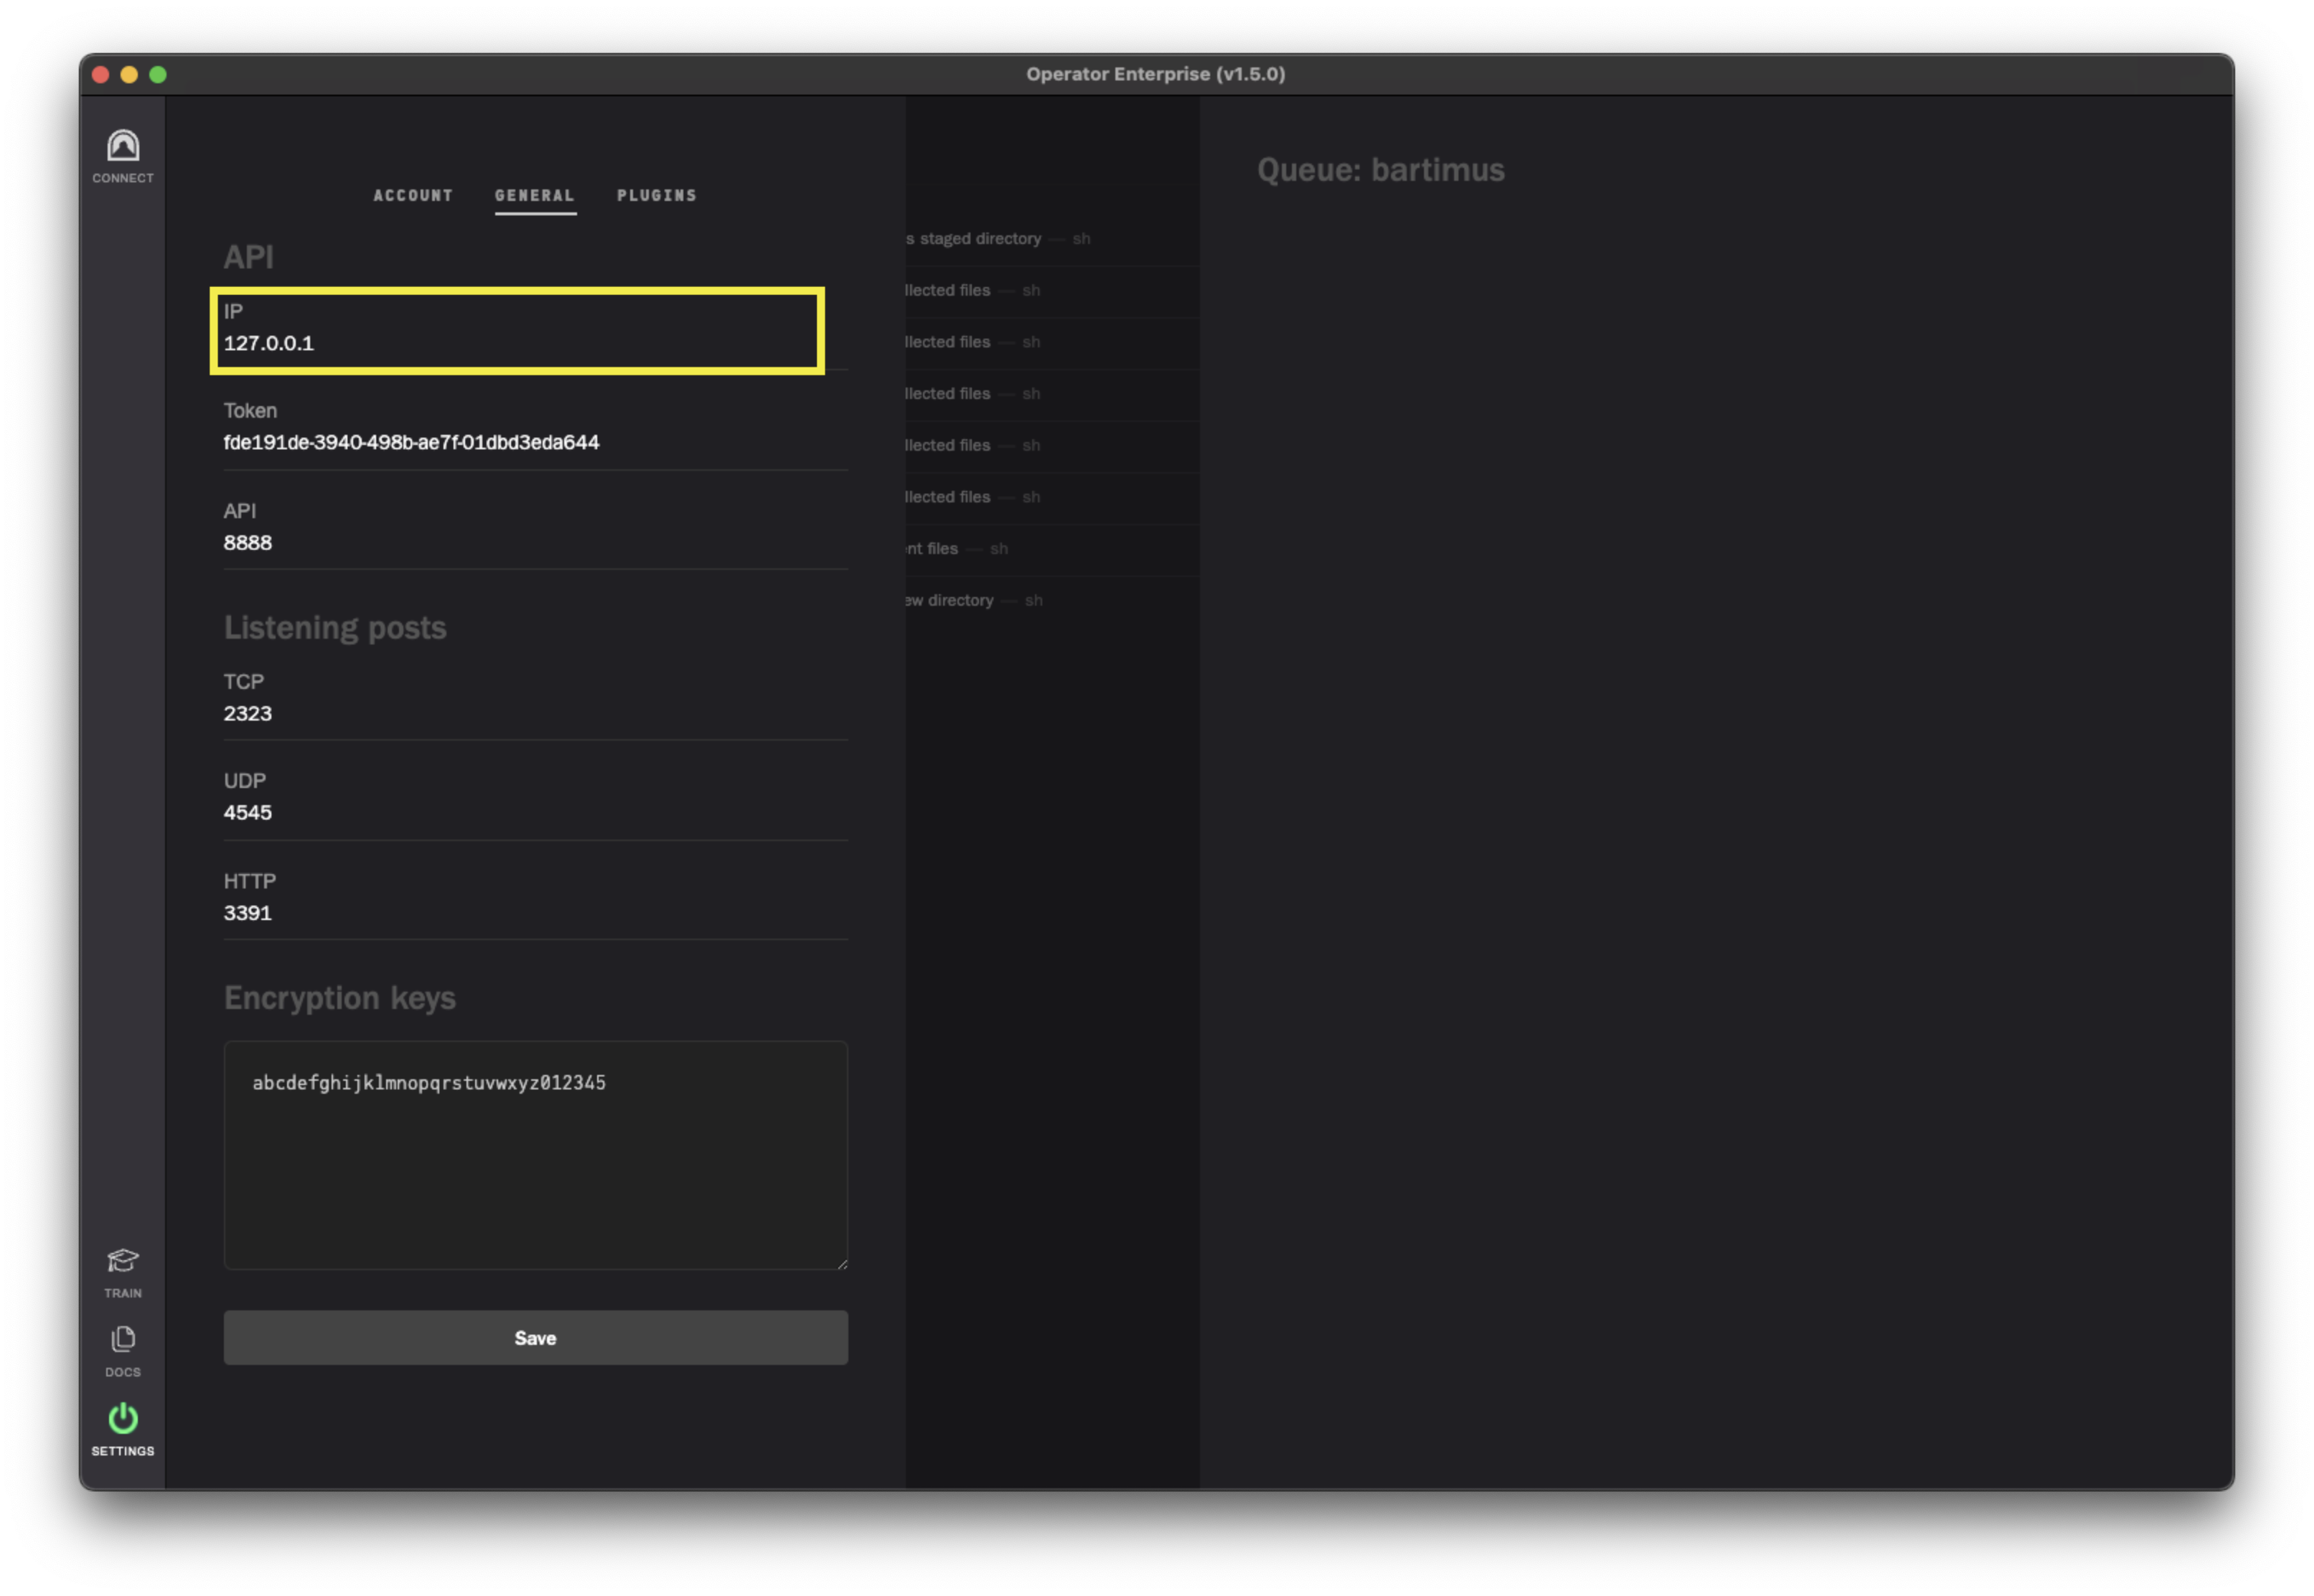 Operator Enterprise (v1.5.0)
CONNECT
ACCOUNT GENERAL PLUGINS
API
IP
127.0.0.1
Token
fde191de-3940-498b-ae7f-01dbd3eda644
API
8888
Listening posts
TCP
2323
UDP
4545
HTTP
3391
Encryption keys
abcdefghijklmnopqrstuvwxyz012345
Save
TRAIN
DOCS
SETTINGS
s staged directory — sh
llected files — sh
llected files — sh
llected files — sh
llected files — sh
llected files — sh
nt files — sh
ew directory — sh
Queue: bartimus